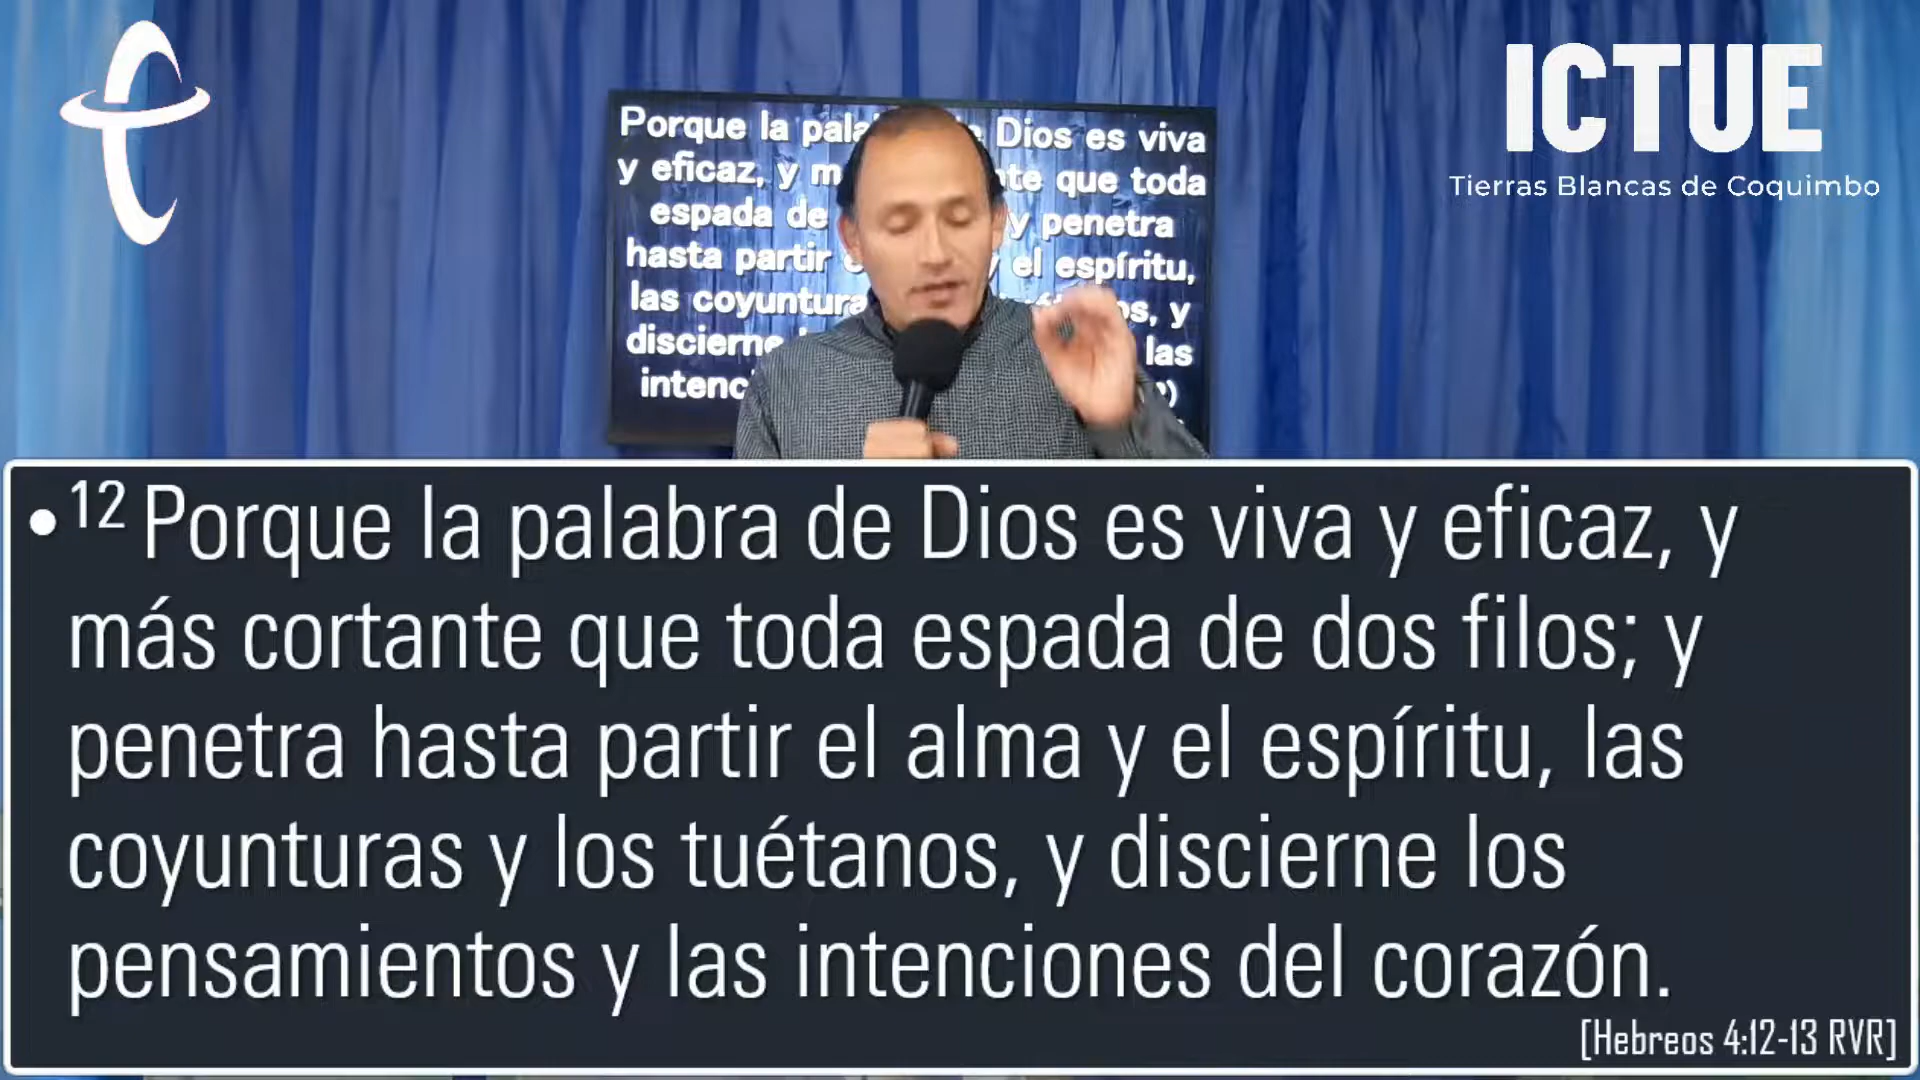 ICTUE
Tierras Blancas de Coquimbo
Porque la Dios es viva
y eficaz, y que toda
espada de y penetra
hasta partir el espíritu,
las y
discierne las
12 Porque la palabra de Dios es viva y eficaz, y
más cortante que toda espada de dos filos; y
penetra hasta partir el alma y el espíritu, las
coyunturas y los tuétanos, y discierne los
pensamientos y las intenciones del corazón.
[Hebreos 4:12-13 RVR]